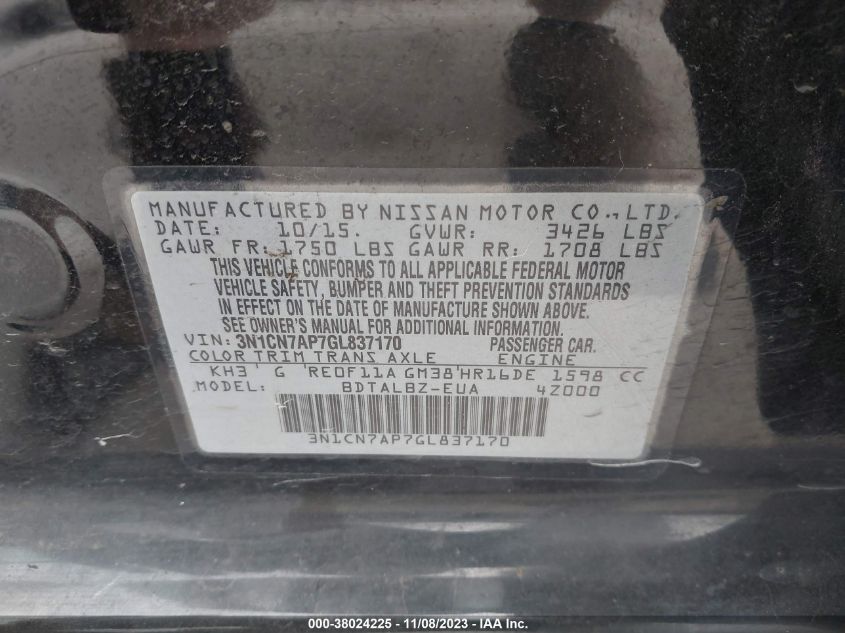 MANUFACTURED BY NISSAN MOTOR CO., LTD.
DATE: 10/15. GVWR: 3426 LBS
GAWR FR: 1750 LBS GAWR RR: 1708 LBS
THIS VEHICLE CONFORMS TO ALL APPLICABLE FEDERAL MOTOR
VEHICLE SAFETY, BUMPER AND THEFT PREVENTION STANDARDS
IN EFFECT ON THE DATE OF MANUFACTURE SHOWN ABOVE.
SEE OWNER'S MANUAL FOR ADDITIONAL INFORMATION.
VIN: 3N1CN7AP7GL837170 PASSENGER CAR.
COLOR TRIM TRANS AXLE ENGINE
KH3 G RE0F11A GM38 HR16DE 1598 CC
MODEL: BDTALBZ-EUA 4Z000
3N1CN7AP7GL837170
000-38024225 - 11/08/2023 - IAA Inc.